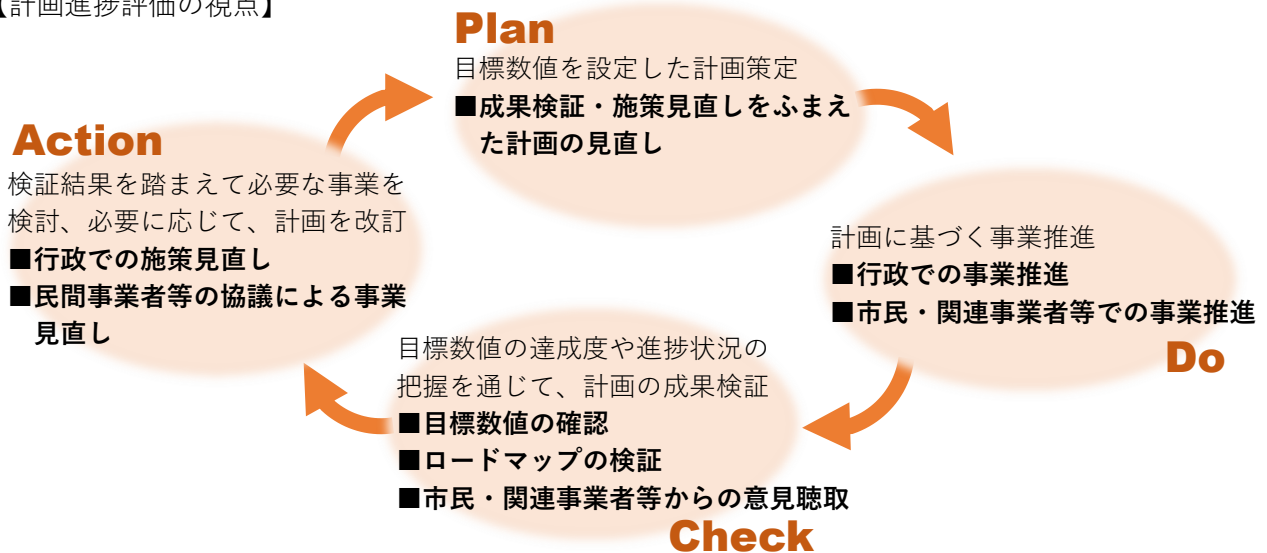 【計画進捗評価の視点】
Plan
目標数値を設定した計画策定
■成果検証・施策見直しをふまえ
た計画の見直し
Do
計画に基づく事業推進
■行政での事業推進
■市民・関連事業者等での事業推進
Check
目標数値の達成度や進捗状況の
把握を通じて、計画の成果検証
■目標数値の確認
■ロードマップの検証
■市民・関連事業者等からの意見聴取
Action
検証結果を踏まえて必要な事業を
検討、必要に応じて、計画を改訂
■行政での施策見直し
■民間事業者等の協議による事業
見直し